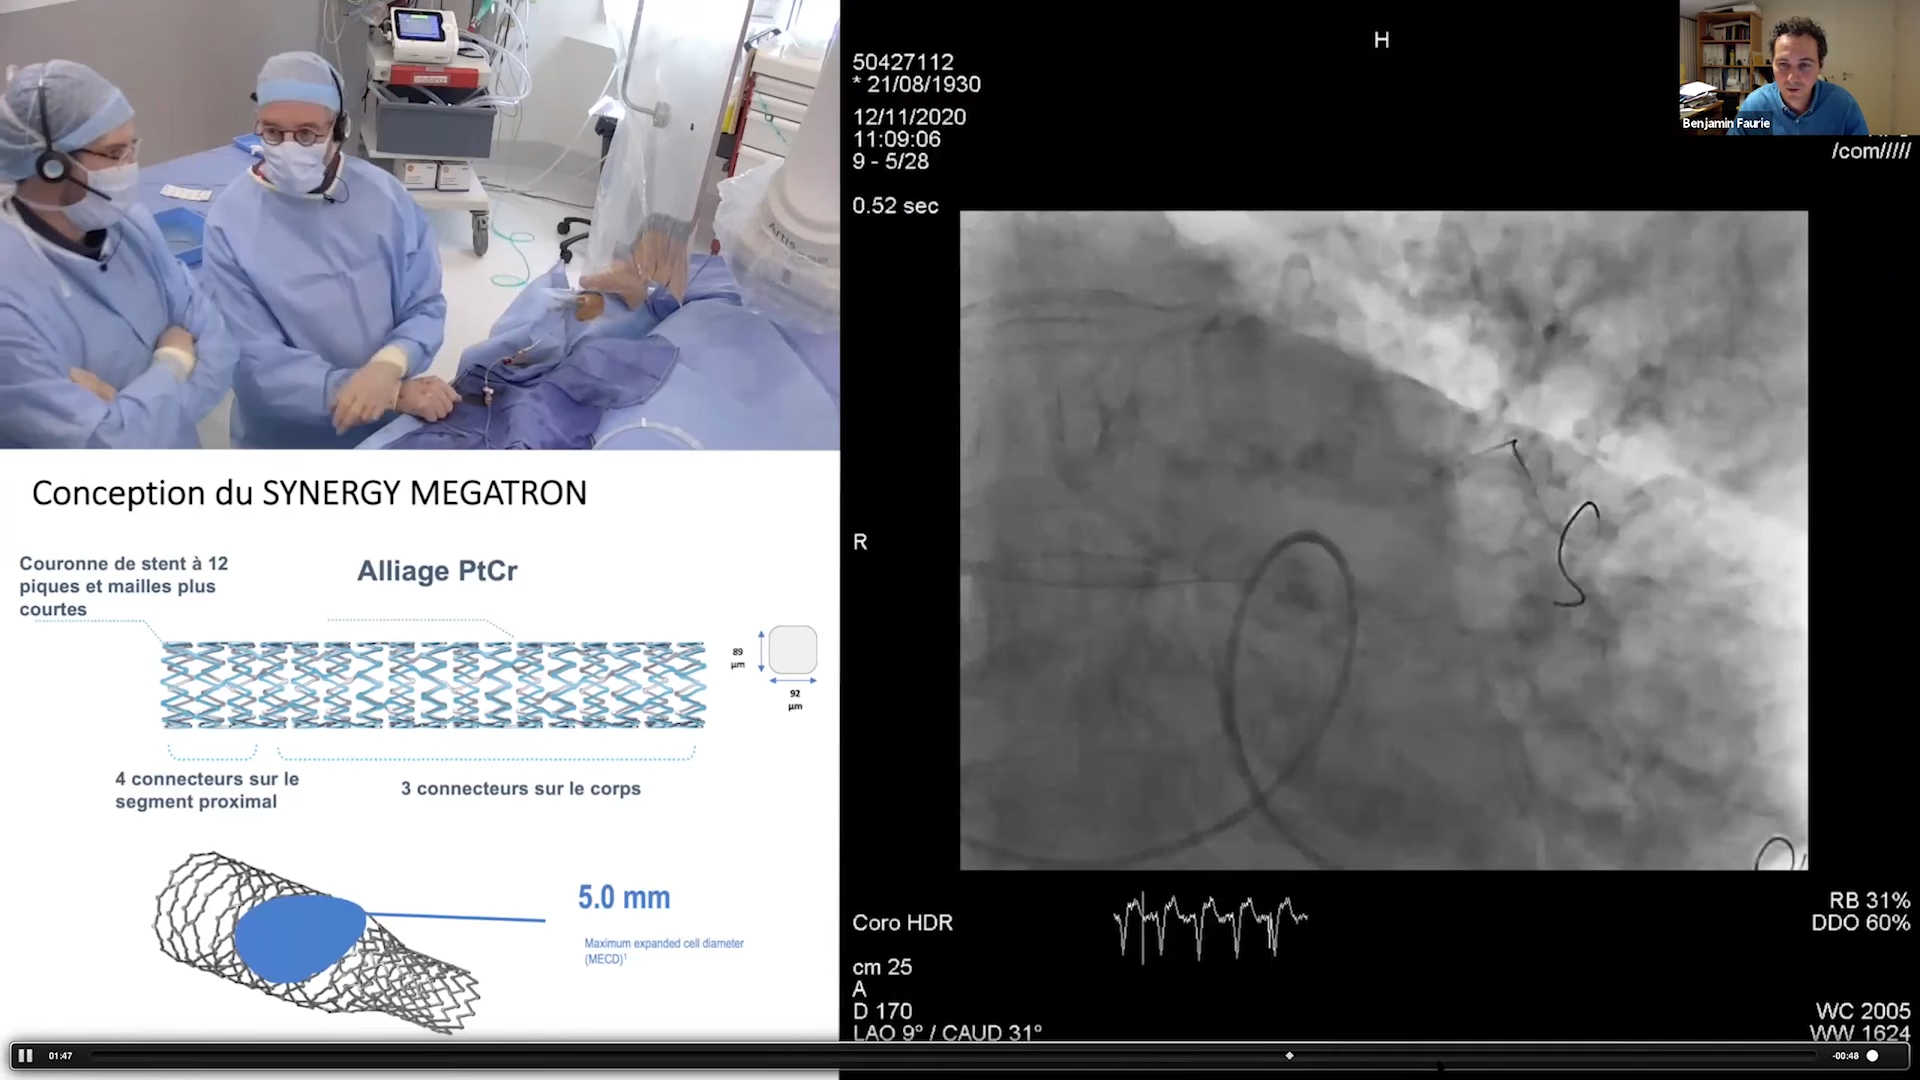 Intubation
Artis
Conception du SYNERGY MEGATRON
Couronne de stent à 12
piques et mailles plus
courtes
Alliage PtCr
89
µm
92
µm
4 connecteurs sur le
segment proximal
3 connecteurs sur le corps
5.0 mm
Maximum expanded cell diameter
(MECD)¹
50427112
* 21/08/1930
12/11/2020
11:09:06
9 - 5/28
0.52 sec
H
R
Benjamin Faurie
/com/////
Coro HDR
cm 25
A
D 170
LAO 9° / CAUD 31°
RB 31%
DDO 60%
WC 2005
WW 1624
01:47
-00:48